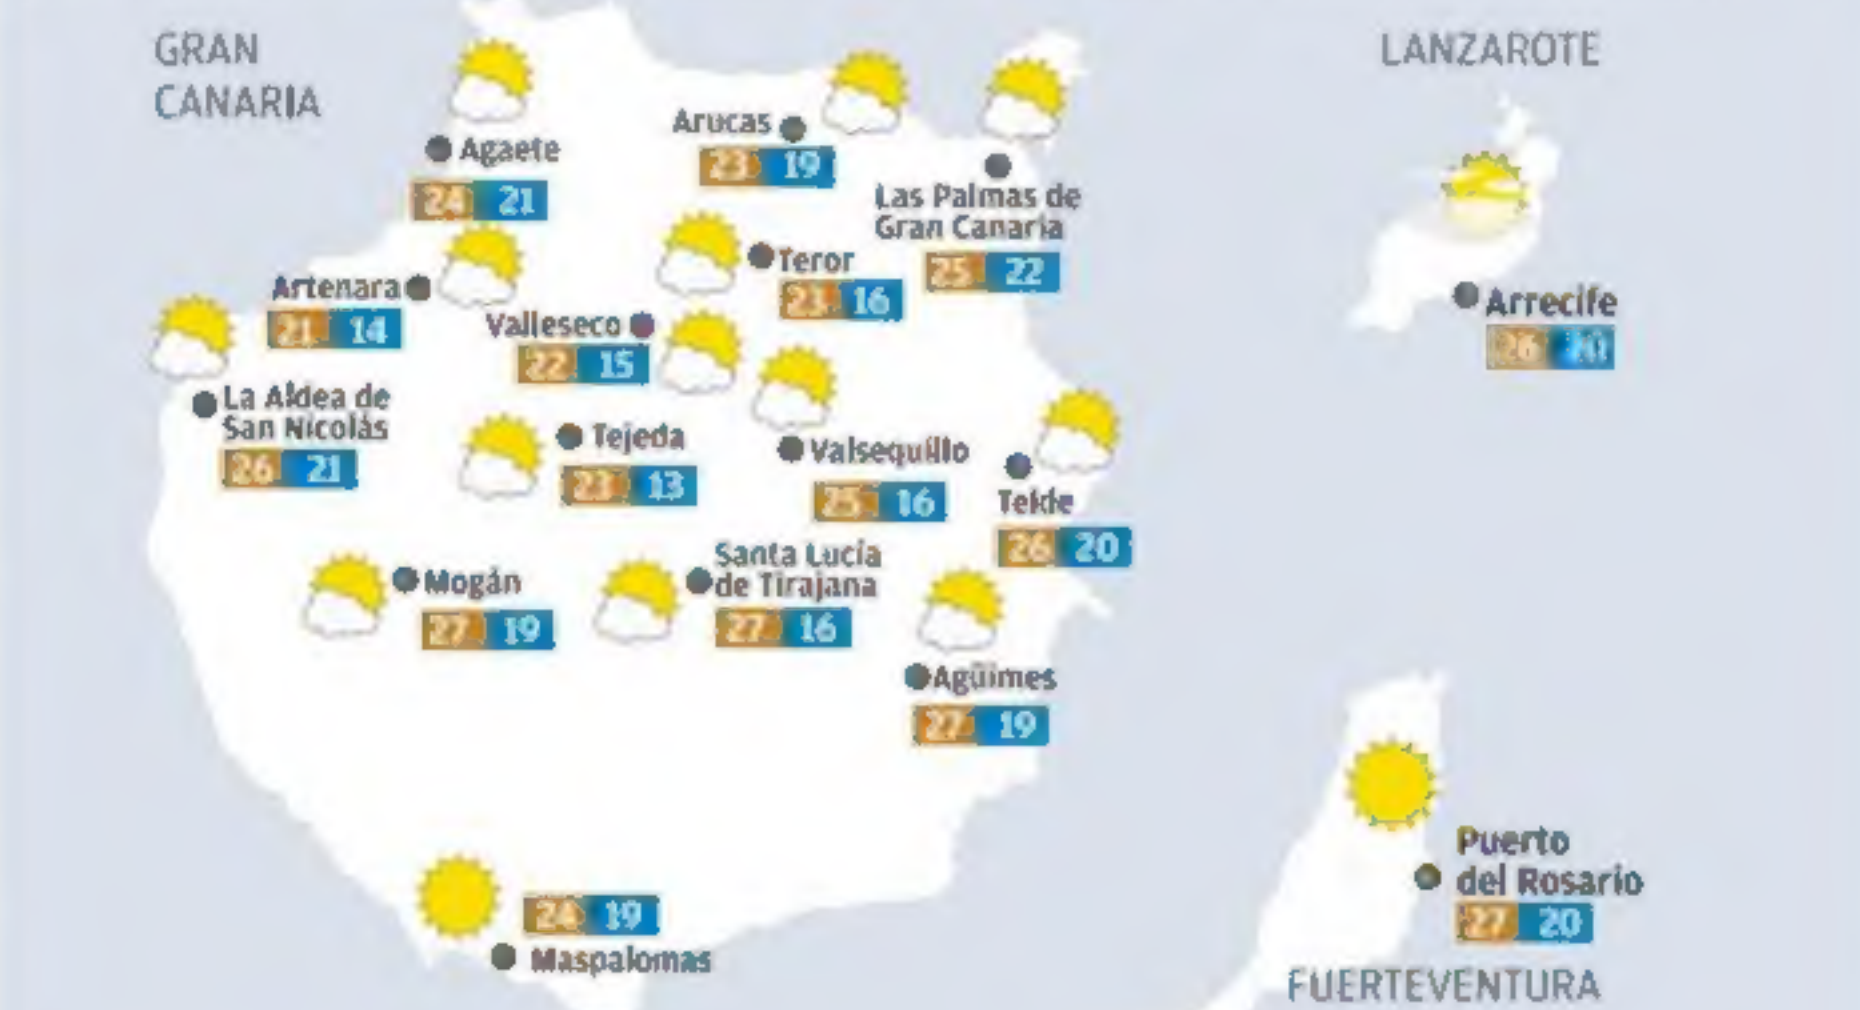 GRAN
CANARIA
LANZAROTE
Agaete
24 21
Arucas
23 19
Las Palmas de
Gran Canaria
25 22
Teror
23 16
Artenara
21 14
Valleseco
22 15
Arrecife
26
La Aldea de
San Nicolás
26 21
Tejeda
23 13
Valsequillo
25 16
Telde
26 20
Mogán
27 19
Santa Lucía
de Tirajana
27 16
Agüimes
27 19
24 19
Maspalomas
Puerto
del Rosario
27 20
FUERTEVENTURA